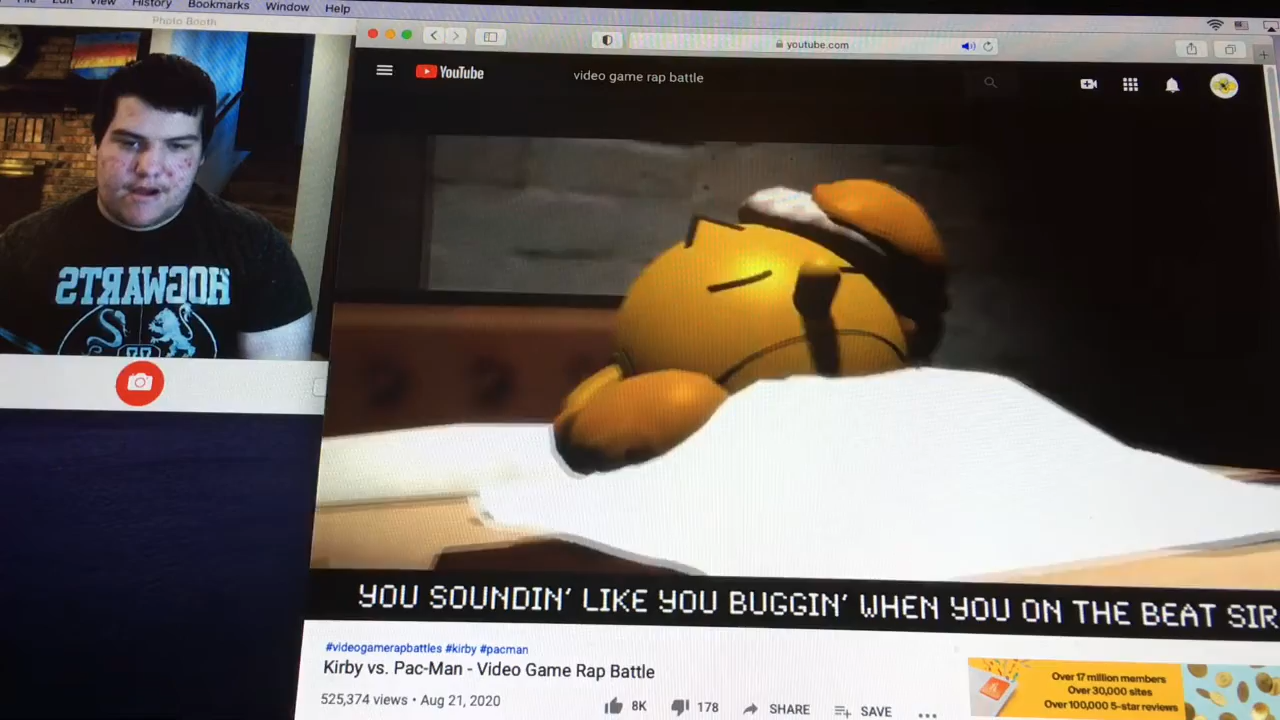 File Edit View History Bookmarks Window Help
Photo Booth
youtube.com
YouTube
video game rap battle
HOGWARTS
YOU SOUNDIN' LIKE YOU BUGGIN' WHEN YOU ON THE BEAT SIR
#videogamerapbattles #kirby #pacman
Kirby vs. Pac-Man - Video Game Rap Battle
525,374 views • Aug 21, 2020
8K
178
SHARE
SAVE
Over 17 million members
Over 30,000 sites
Over 100,000 5-star reviews